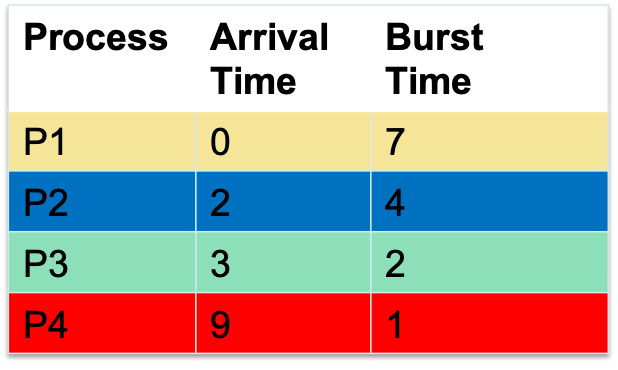 Process Arrival Time Burst Time
P1 0 7
P2 2 4
P3 3 2
P4 9 1